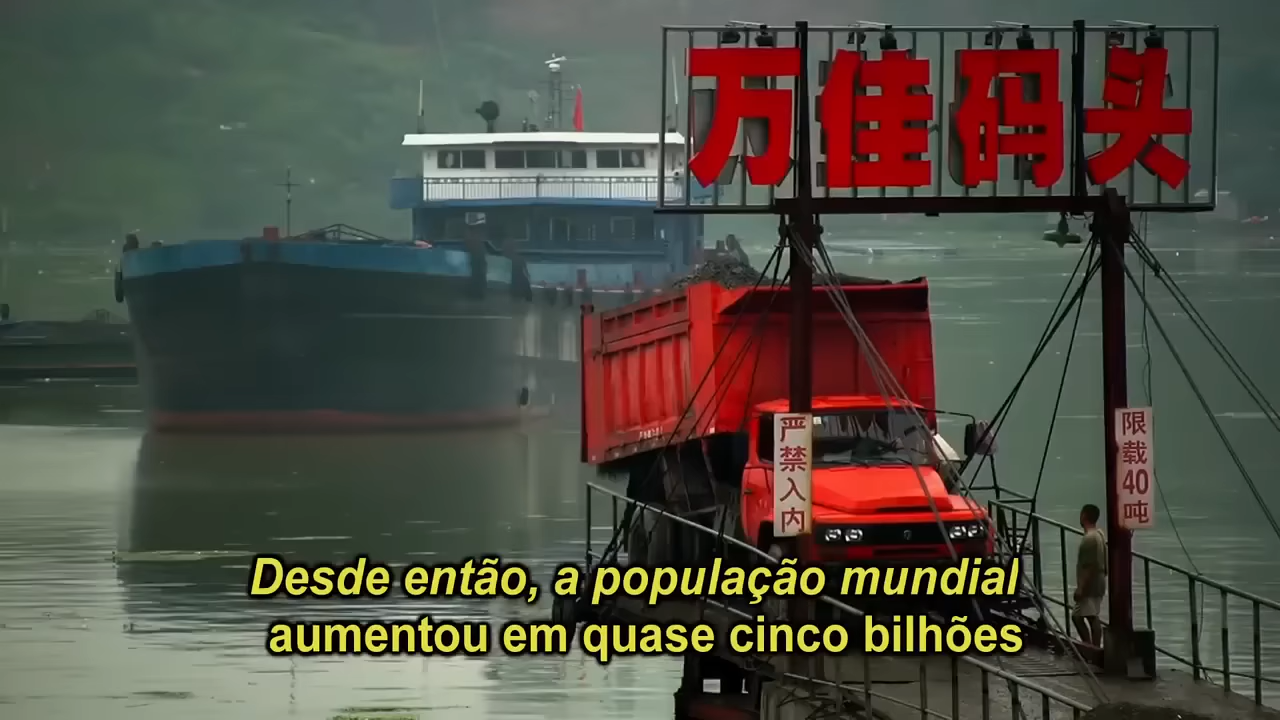 万佳码头
严禁入内
限载40吨
Desde então, a população mundial
aumentou em quase cinco bilhões